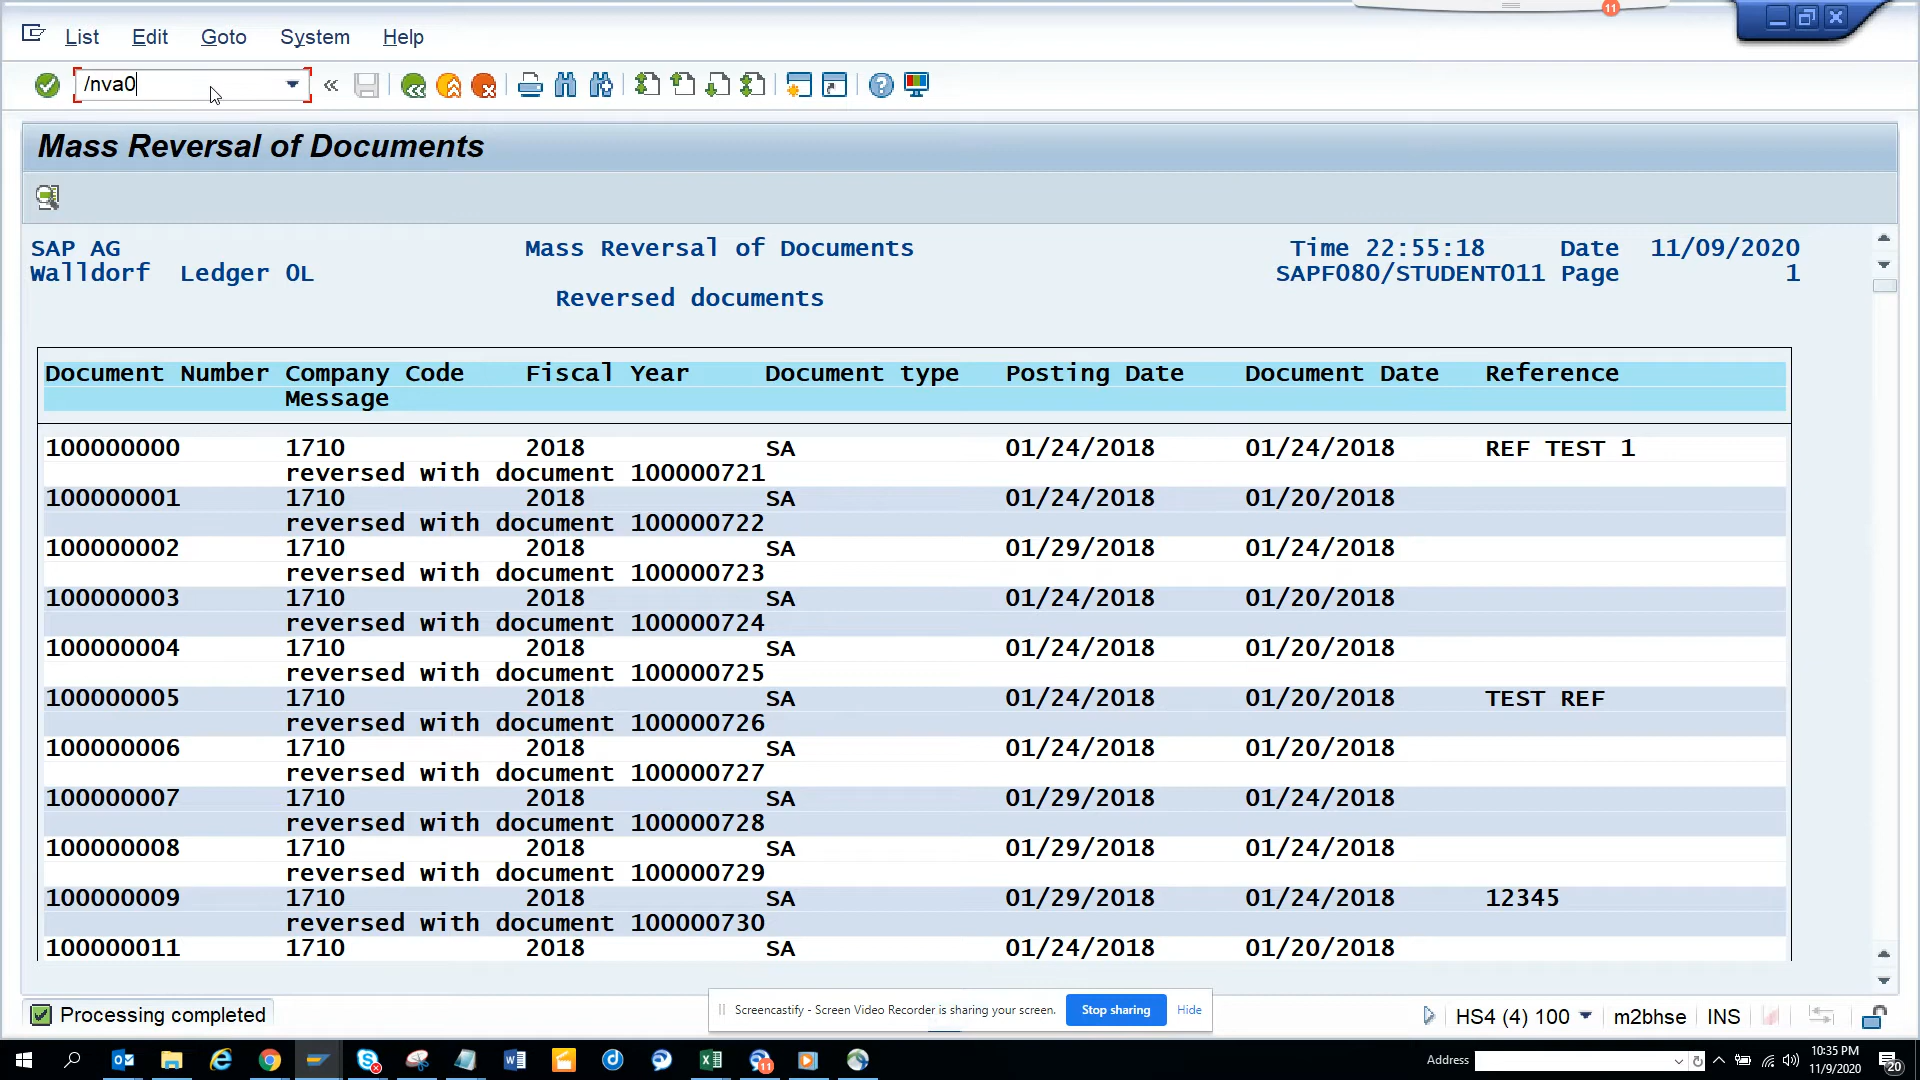 11
List Edit Goto System Help
/nva0
Mass Reversal of Documents
SAP AG Mass Reversal of Documents Time 22:55:18 Date 11/09/2020
Walldorf Ledger 0L SAPF080/STUDENT011 Page 1
Reversed documents
Document Number Company Code Fiscal Year Document type Posting Date Document Date Reference
Message
100000000 1710 2018 SA 01/24/2018 01/24/2018 REF TEST 1
reversed with document 100000721
100000001 1710 2018 SA 01/24/2018 01/20/2018
reversed with document 100000722
100000002 1710 2018 SA 01/29/2018 01/24/2018
reversed with document 100000723
100000003 1710 2018 SA 01/24/2018 01/20/2018
reversed with document 100000724
100000004 1710 2018 SA 01/24/2018 01/20/2018
reversed with document 100000725
100000005 1710 2018 SA 01/24/2018 01/20/2018 TEST REF
reversed with document 100000726
100000006 1710 2018 SA 01/24/2018 01/20/2018
reversed with document 100000727
100000007 1710 2018 SA 01/29/2018 01/24/2018
reversed with document 100000728
100000008 1710 2018 SA 01/29/2018 01/24/2018
reversed with document 100000729
100000009 1710 2018 SA 01/29/2018 01/24/2018 12345
reversed with document 100000730
100000011 1710 2018 SA 01/24/2018 01/20/2018
Processing completed
Screencastify - Screen Video Recorder is sharing your screen. Stop sharing Hide
HS4 (4) 100 m2bhse INS
11
Address
10:35 PM
11/9/2020
20